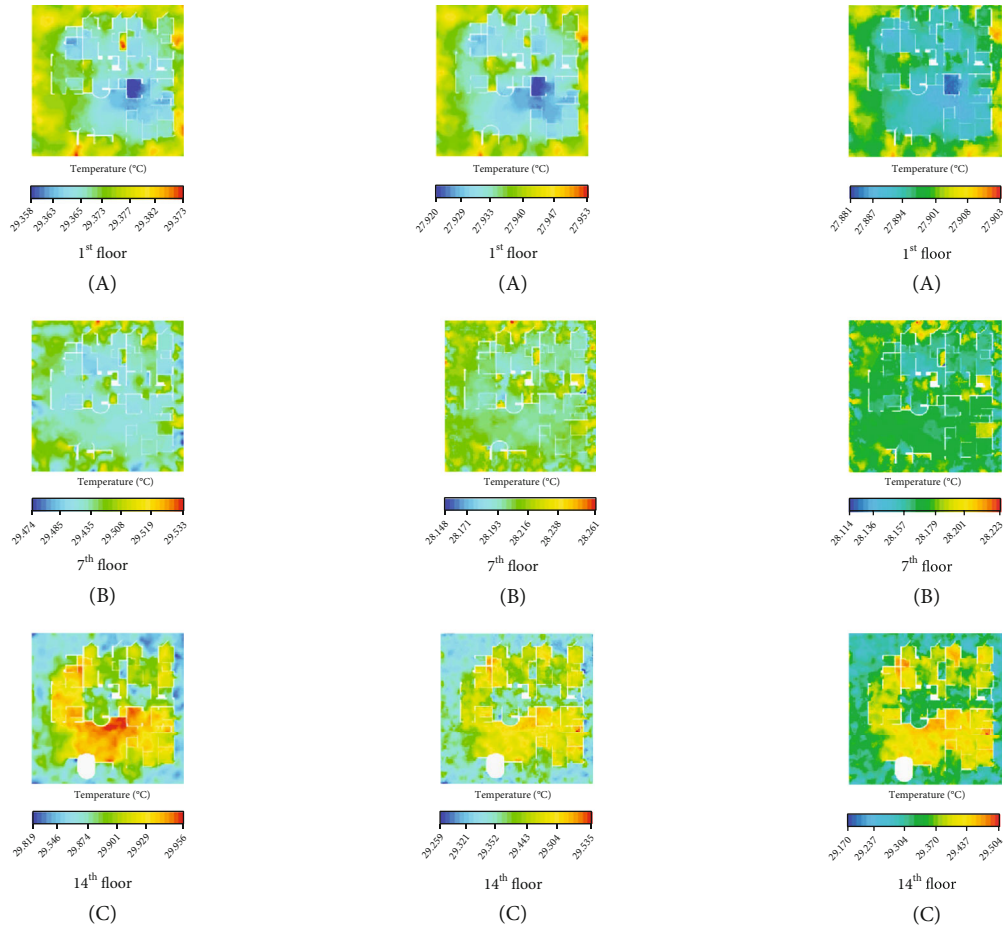 Temperature (°C) Temperature (°C) Temperature (°C)
29.358 29.363 29.365 29.373 29.377 29.382 29.373 27.920 27.929 27.933 27.940 27.947 27.953 27.881 27.887 27.894 27.901 27.908 27.903
1st floor 1st floor 1st floor
(A) (A) (A)
Temperature (°C) Temperature (°C) Temperature (°C)
29.474 29.485 29.435 29.508 29.519 29.533 28.148 28.171 28.193 28.216 28.238 28.261 28.114 28.136 28.157 28.179 28.201 28.223
7th floor 7th floor 7th floor
(B) (B) (B)
Temperature (°C) Temperature (°C) Temperature (°C)
29.819 29.546 29.874 29.901 29.929 29.956 29.259 29.321 29.352 29.443 29.504 29.535 29.170 29.237 29.304 29.370 29.437 29.504
14th floor 14th floor 14th floor
(C) (C) (C)